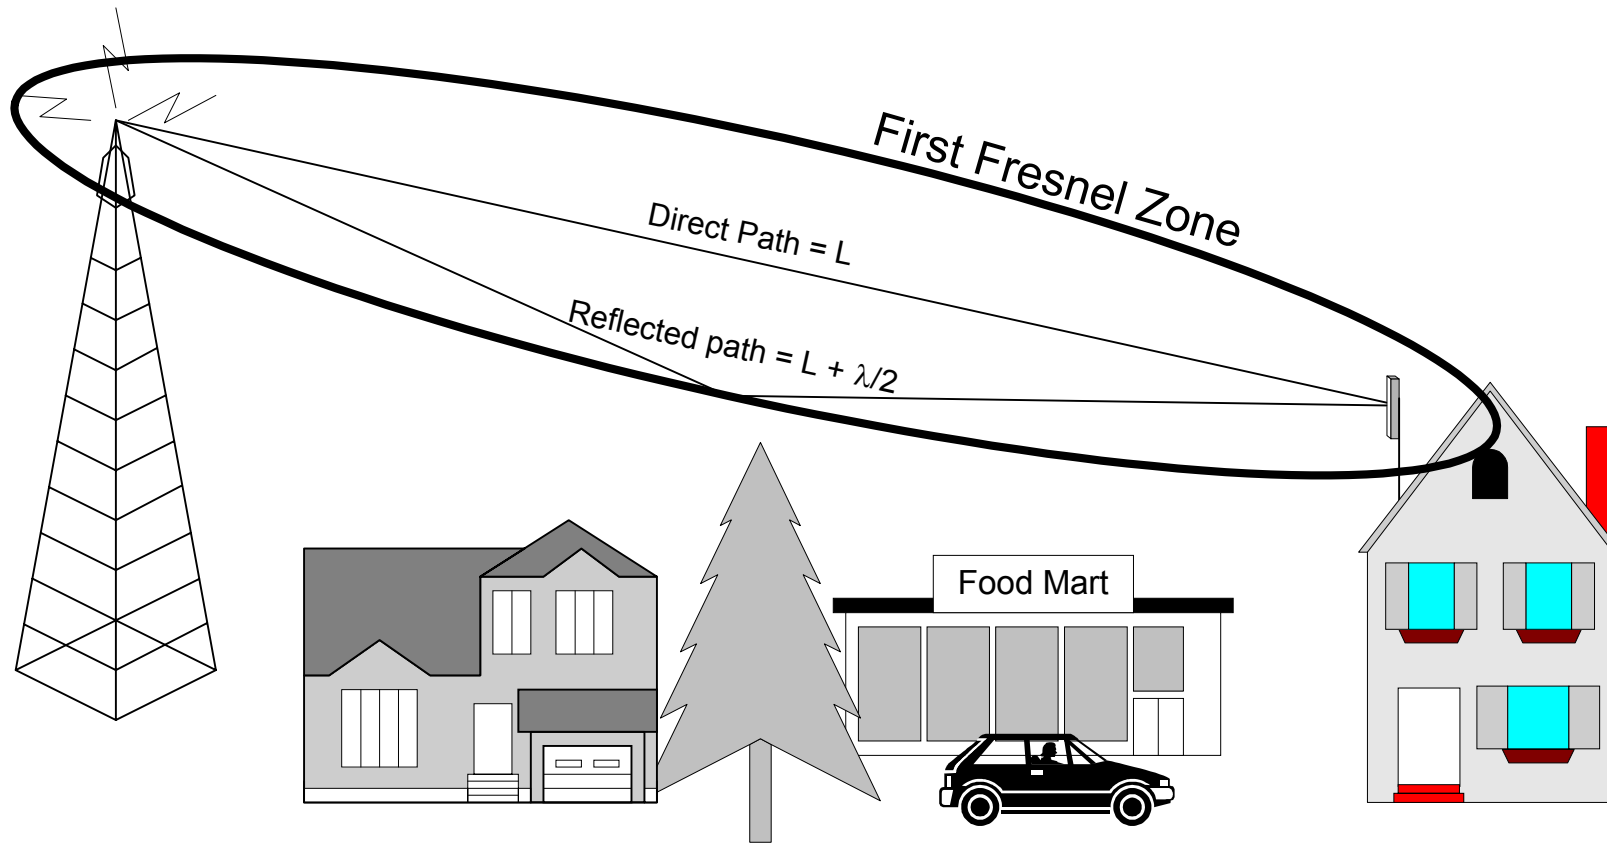 First Fresnel Zone
Direct Path = L
Reflected path = L + λ/2
Food Mart